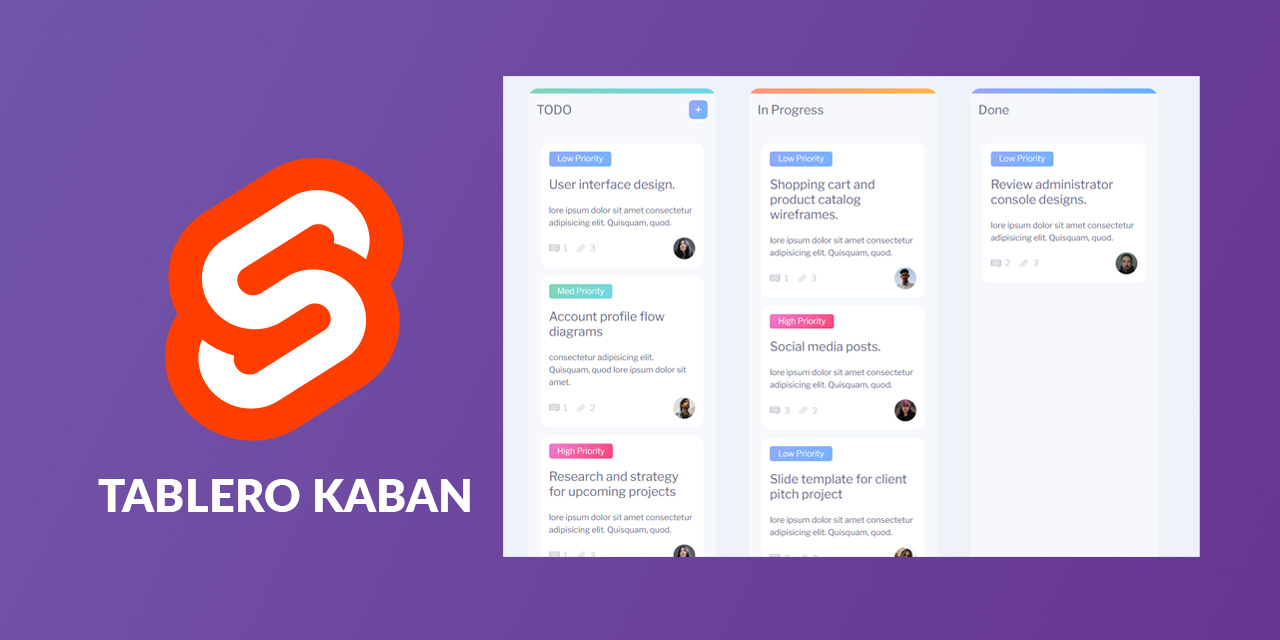 TABLERO KABAN
TODO
+
Low Priority
User interface design.
lore ipsum dolor sit amet consectetur
adipisicing elit. Quisquam, quod.
1 3
Med Priority
Account profile flow
diagrams
consectetur adipisicing elit.
Quisquam, quod lore ipsum dolor sit
amet.
1 2
High Priority
Research and strategy
for upcoming projects
lore ipsum dolor sit amet consectetur
adipisicing elit. Quisquam, quod.
1 3
In Progress
Low Priority
Shopping cart and
product catalog
wireframes.
lore ipsum dolor sit amet consectetur
adipisicing elit. Quisquam, quod.
1 3
High Priority
Social media posts.
lore ipsum dolor sit amet consectetur
adipisicing elit. Quisquam, quod.
3 2
Low Priority
Slide template for client
pitch project
lore ipsum dolor sit amet consectetur
adipisicing elit. Quisquam, quod.
Done
Low Priority
Review administrator
console designs.
lore ipsum dolor sit amet consectetur
adipisicing elit. Quisquam, quod.
2 3